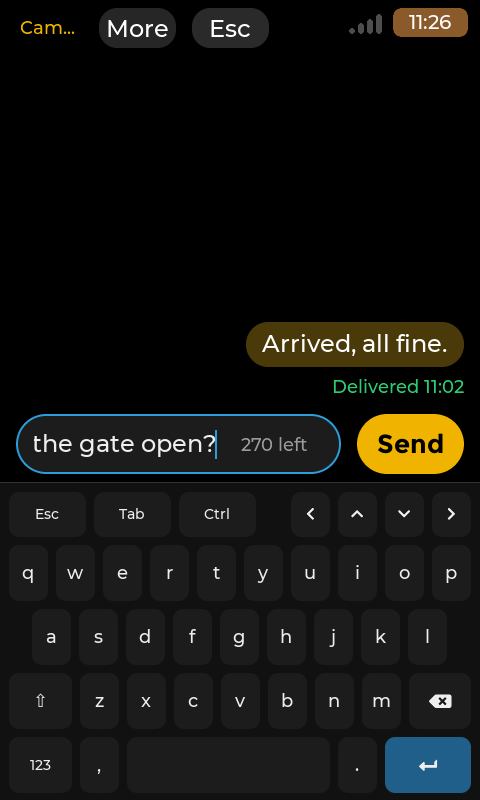 Cam... More Esc 11:26
Arrived, all fine.
Delivered 11:02
the gate open? 270 left Send
Esc Tab Ctrl
q w e r t y u i o p
a s d f g h j k l
⇧ z x c v b n m
123 , .